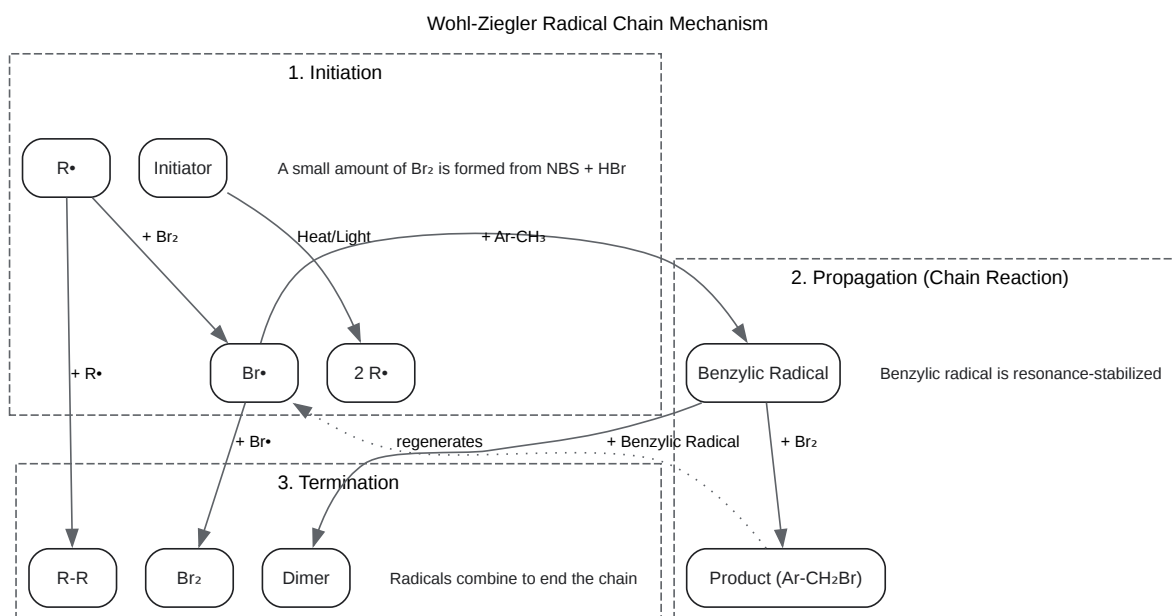 Wohl-Ziegler Radical Chain Mechanism
1. Initiation
R•
Initiator
A small amount of Br₂ is formed from NBS + HBr
+ Br₂
Heat/Light
+ Ar-CH₃
2. Propagation (Chain Reaction)
+ R•
Br•
2 R•
Benzylic Radical
Benzylic radical is resonance-stabilized
+ Br•
regenerates
+ Benzylic Radical
+ Br₂
3. Termination
R-R
Br₂
Dimer
Radicals combine to end the chain
Product (Ar-CH₂Br)